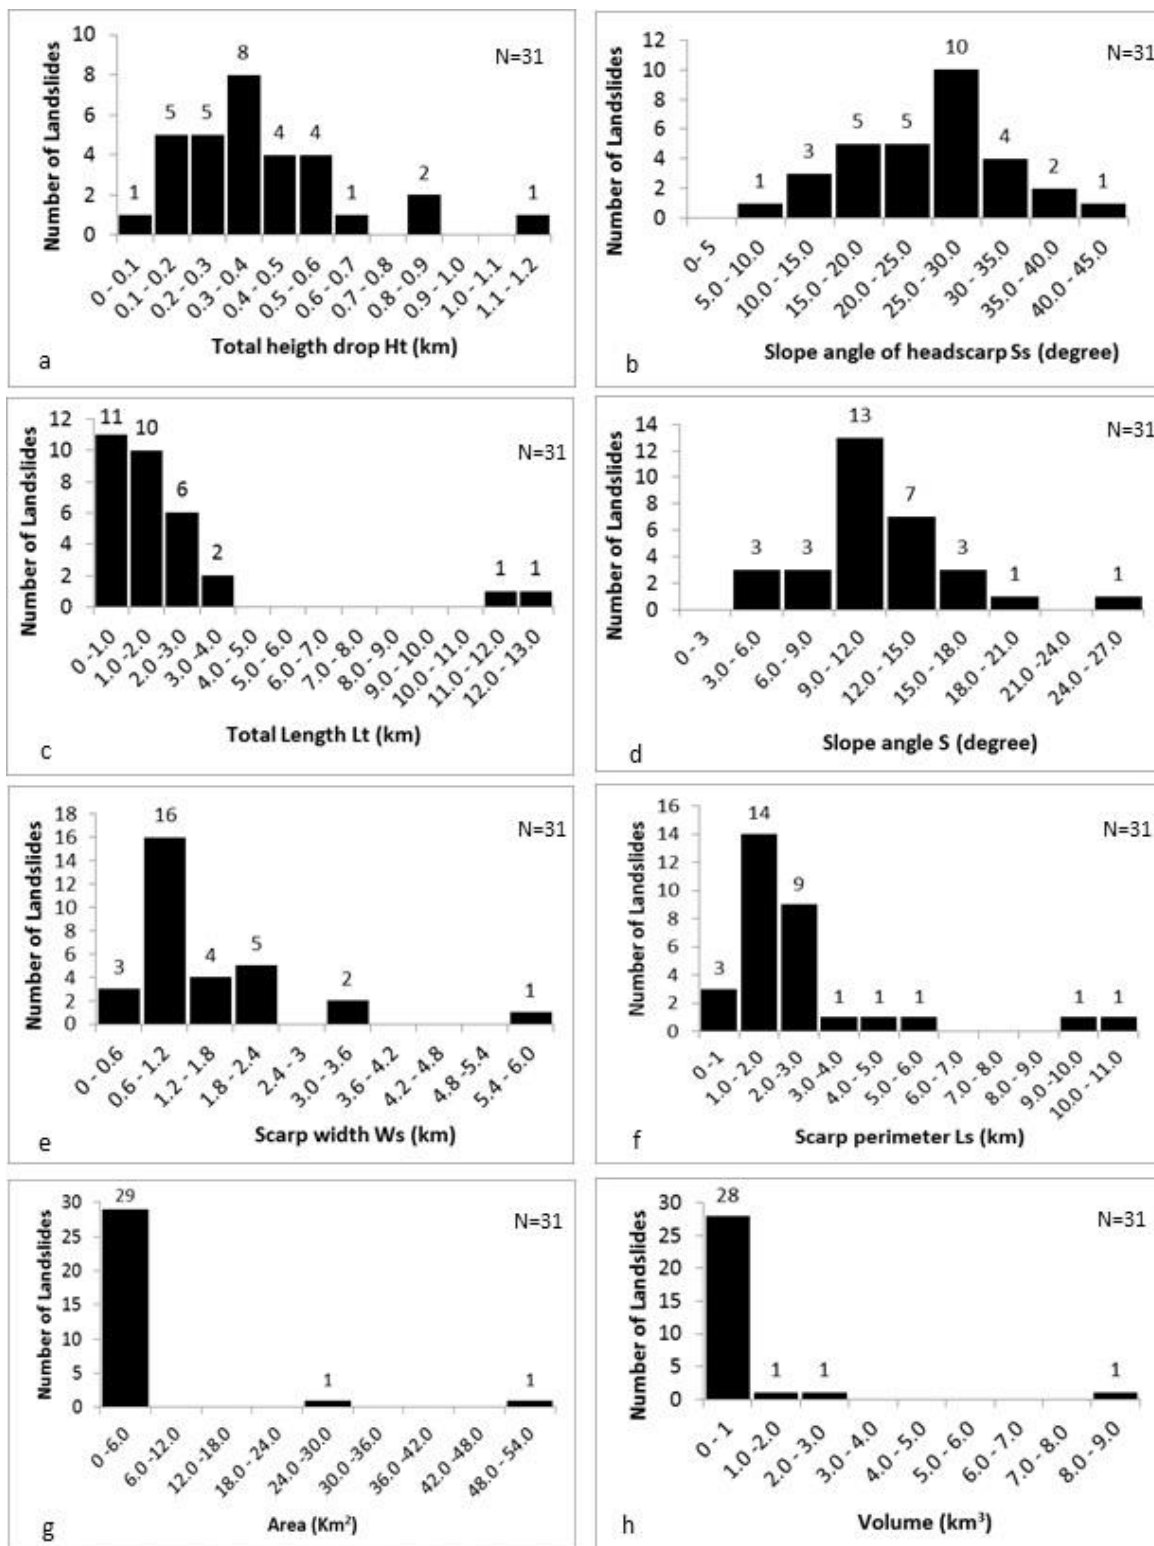 Number of Landslides
10
8
6
4
2
0
1
5
5
8
4
4
1
2
1
N=31
0 - 0.1
0.1 - 0.2
0.2 - 0.3
0.3 - 0.4
0.4 - 0.5
0.5 - 0.6
0.6 - 0.7
0.7 - 0.8
0.8 - 0.9
0.9 - 1.0
1.0 - 1.1
1.1 - 1.2
Total heigth drop Ht (km)
a
Number of Landslides
12
10
8
6
4
2
0
1
3
5
5
10
4
2
1
N=31
0- 5
5.0 - 10.0
10.0 - 15.0
15.0 - 20.0
20.0 - 25.0
25.0 - 30.0
30 - 35.0
35.0 - 40.0
40.0 - 45.0
Slope angle of headscarp Ss (degree)
b
Number of Landslides
12
10
8
6
4
2
0
11
10
6
2
1
1
N=31
0 -1.0
1.0 -2.0
2.0 -3.0
3.0 -4.0
4.0 - 5.0
5.0 - 6.0
6.0 - 7.0
7.0 - 8.0
8.0 - 9.0
9.0 - 10.0
10.0 - 11.0
11.0 - 12.0
12.0 - 13.0
Total Length Lt (km)
c
Number of Landslides
14
12
10
8
6
4
2
0
3
3
13
7
3
1
1
N=31
0 - 3
3.0 - 6.0
6.0 - 9.0
9.0 - 12.0
12.0 - 15.0
15.0 - 18.0
18.0 - 21.0
21.0 -24.0
24.0 - 27.0
Slope angle S (degree)
d
Number of Landslides
18
16
14
12
10
8
6
4
2
0
3
16
4
5
2
1
N=31
0 - 0.6
0.6 - 1.2
1.2 - 1.8
1.8 - 2.4
2.4 - 3
3.0 - 3.6
3.6 - 4.2
4.2 - 4.8
4.8 -5.4
5.4 - 6.0
Scarp width Ws (km)
e
Number of Landslides
16
14
12
10
8
6
4
2
0
3
14
9
1
1
1
1
1
N=31
0 -1
1.0 - 2.0
2.0 -3.0
3.0 -4.0
4.0 - 5.0
5.0 - 6.0
6.0 - 7.0
7.0 - 8.0
8.0 - 9.0
9.0 -10.0
10.0 - 11.0
Scarp perimeter Ls (km)
f
Number of Landslides
30
25
20
15
10
5
0
29
1
1
N=31
0 -6.0
6.0 -12.0
12.0 -18.0
18.0 - 24.0
24.0 -30.0
30.0 -36.0
36.0 -42.0
42.0 -48.0
48.0 - 54.0
Area (Km²)
g
Number of Landslides
30
25
20
15
10
5
0
28
1
1
1
N=31
0 - 1
1.0 -2.0
2.0 - 3.0
3.0 - 4.0
4.0 - 5.0
5.0 - 6.0
6.0 - 7.0
7.0 - 8.0
8.0 - 9.0
Volume (km³)
h